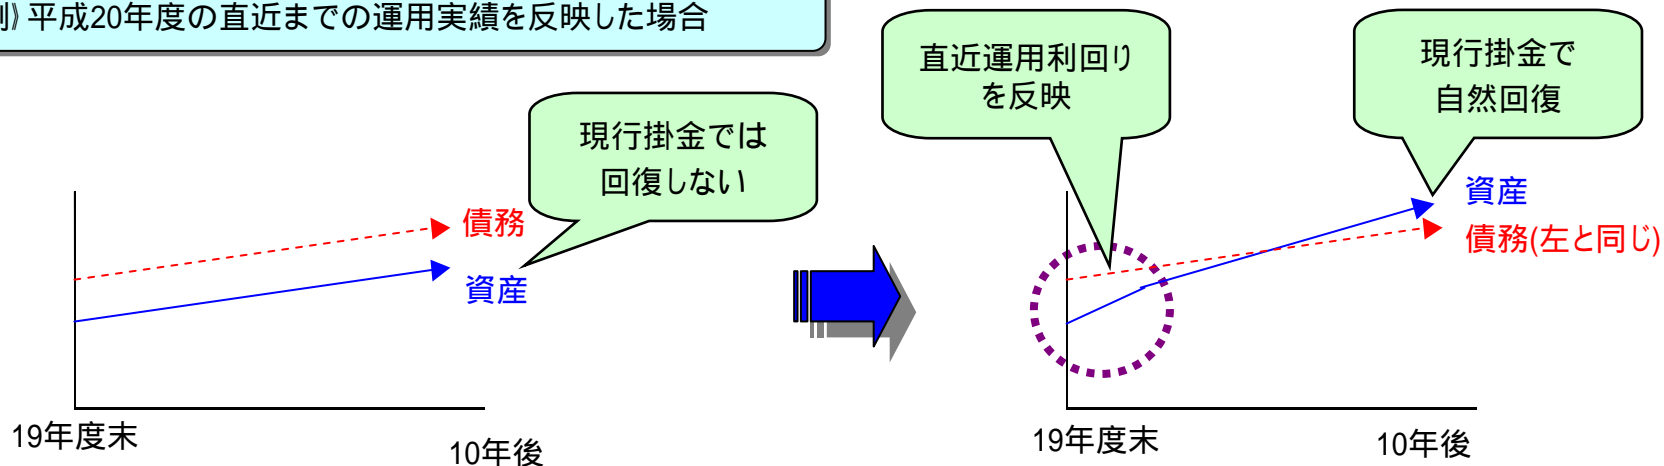 》平成20年度の直近までの運用実績を反映した場合
現行掛金では
回復しない
債務
資産
19年度末
10年後
直近運用利回り
を反映
現行掛金で
自然回復
資産
債務(左と同じ)
19年度末
10年後